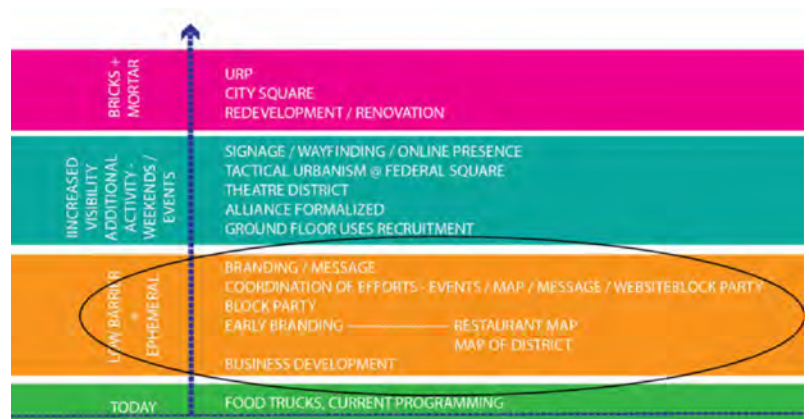 BRICKS +
MORTAR
URP
CITY SQUARE
REDEVELOPMENT / RENOVATION
IINCREASED
VISIBILITY
ADDITIONAL
ACTIVITY -
WEEKENDS /
EVENTS
SIGNAGE / WAYFINDING / ONLINE PRESENCE
TACTICAL URBANISM @ FEDERAL SQUARE
THEATRE DISTRICT
ALLIANCE FORMALIZED
GROUND FLOOR USES RECRUITMENT
LOW BARRIER
+
EPHEMERAL
BRANDING / MESSAGE
COORDINATION OF EFFORTS - EVENTS / MAP / MESSAGE / WEBSITEBLOCK PARTY
BLOCK PARTY
EARLY BRANDING RESTAURANT MAP
MAP OF DISTRICT
BUSINESS DEVELOPMENT
TODAY
FOOD TRUCKS, CURRENT PROGRAMMING